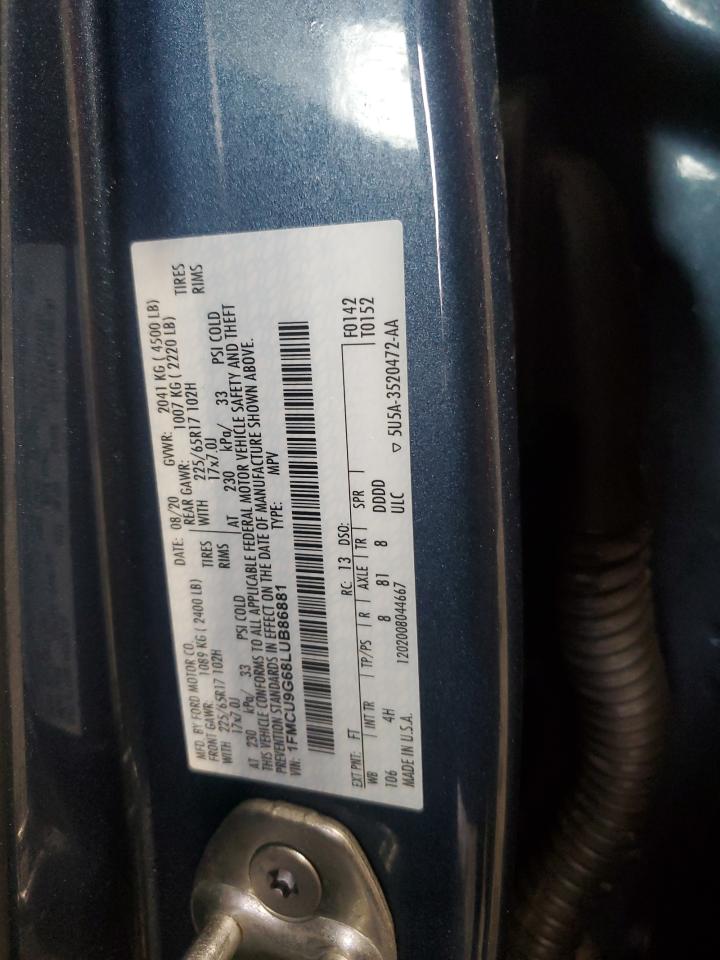 MFD. BY FORD MOTOR CO. DATE: 08/20 GVWR: 2041 KG ( 4500 LB)
FRONT GAWR: 1089 KG ( 2400 LB) REAR GAWR: 1007 KG ( 2220 LB)
WITH 225/65R17 102H TIRES WITH 225/65R17 102H TIRES
17x7.0J RIMS 17x7.0J RIMS
AT 230 kPa/ 33 PSI COLD AT 230 kPa/ 33 PSI COLD
THIS VEHICLE CONFORMS TO ALL APPLICABLE FEDERAL MOTOR VEHICLE SAFETY AND THEFT
PREVENTION STANDARDS IN EFFECT ON THE DATE OF MANUFACTURE SHOWN ABOVE.
VIN: 1FMCU9G68LUB86881 TYPE: MPV
EXT PNT: FT RC: 13 DSO: F0142
WB INT TR TP/PS R AXLE TR SPR T0152
106 4H 8 81 8 DDDD
MADE IN U.S.A. 1202008044667 ULC ▽ 5U5A-3520472-AA